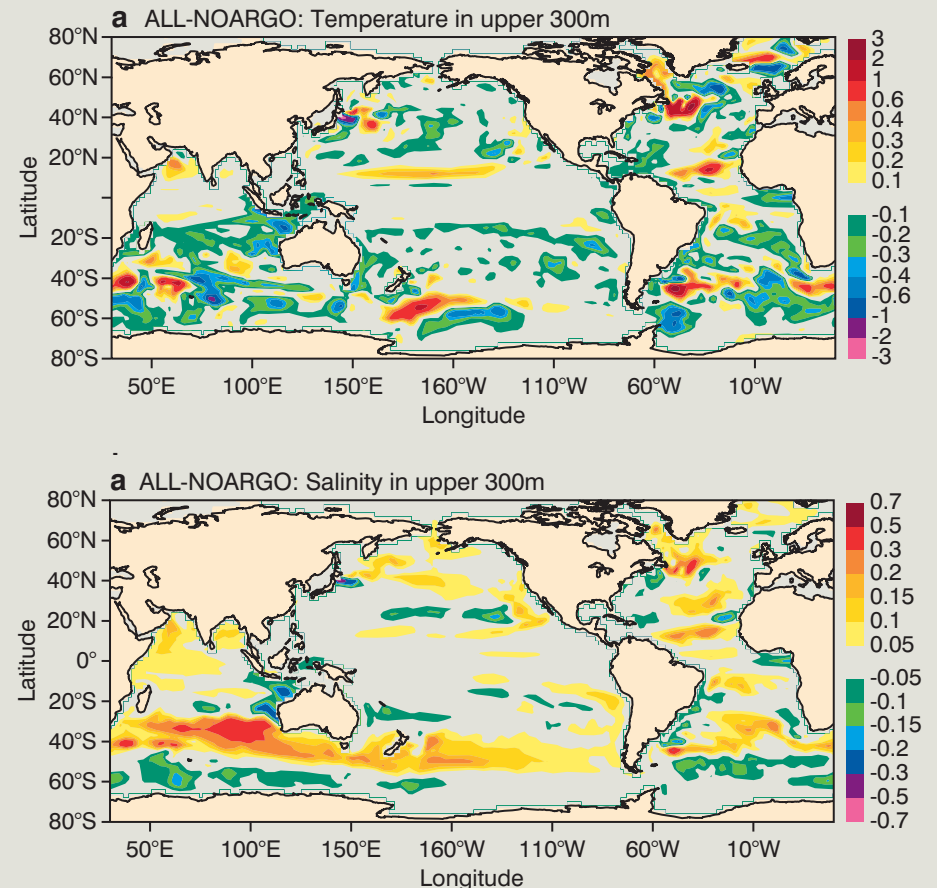 a ALL-NOARGO: Temperature in upper 300m
80°N
60°N
40°N
20°N
20°S
40°S
60°S
80°S
Latitude
50°E 100°E 150°E 160°W 110°W 60°W 10°W
Longitude
3
2
1
0.6
0.4
0.3
0.2
0.1
-0.1
-0.2
-0.3
-0.4
-0.6
-1
-2
-3
a ALL-NOARGO: Salinity in upper 300m
80°N
60°N
40°N
20°N
0°
20°S
40°S
60°S
80°S
Latitude
50°E 100°E 150°E 160°W 110°W 60°W 10°W
Longitude
0.7
0.5
0.3
0.2
0.15
0.1
0.05
-0.05
-0.1
-0.15
-0.2
-0.3
-0.5
-0.7